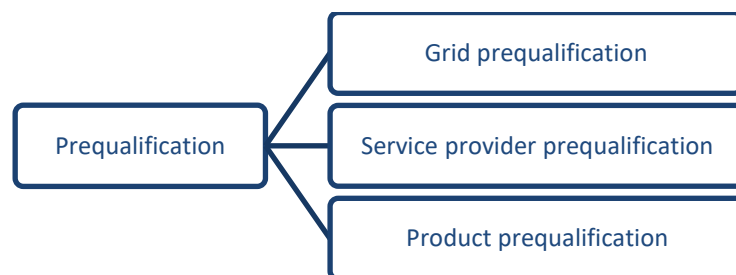 Grid prequalification
Prequalification
Service provider prequalification
Product prequalification